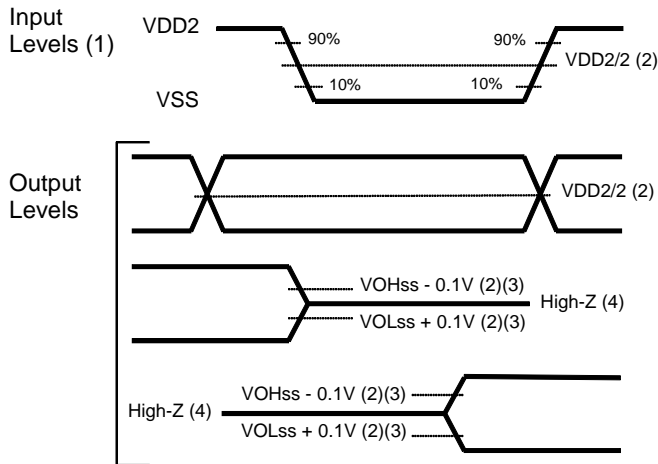 Input
Levels (1)
VDD2
90%
90%
VDD2/2 (2)
10%
10%
VSS
Output
Levels
VDD2/2 (2)
VOHss - 0.1V (2)(3)
High-Z (4)
VOLss + 0.1V (2)(3)
VOHss - 0.1V (2)(3)
High-Z (4)
VOLss + 0.1V (2)(3)